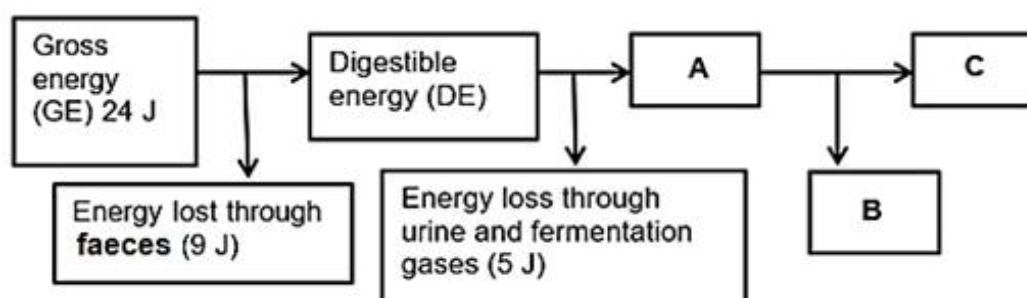 Gross
energy
(GE) 24 J
Digestible
energy (DE)
A
C
Energy lost through
faeces (9 J)
Energy loss through
urine and fermentation
gases (5 J)
B